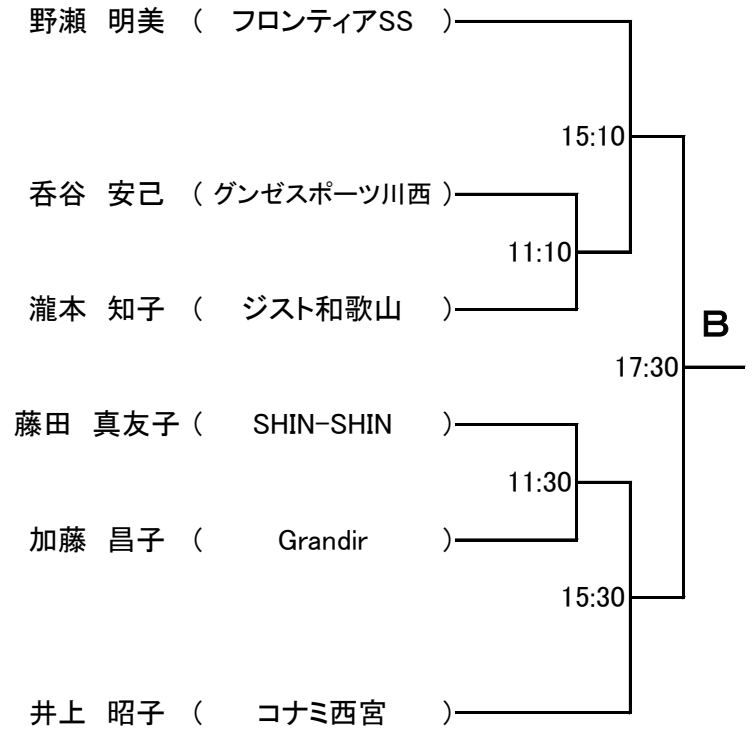 野瀬 明美 ( フロンティアSS )
15:10
呑谷 安己 ( グンゼスポーツ川西 )
11:10
瀧本 知子 ( ジスト和歌山 )
B
17:30
藤田 真友子 ( SHIN-SHIN )
11:30
加藤 昌子 ( Grandir )
15:30
井上 昭子 ( コナミ西宮 )